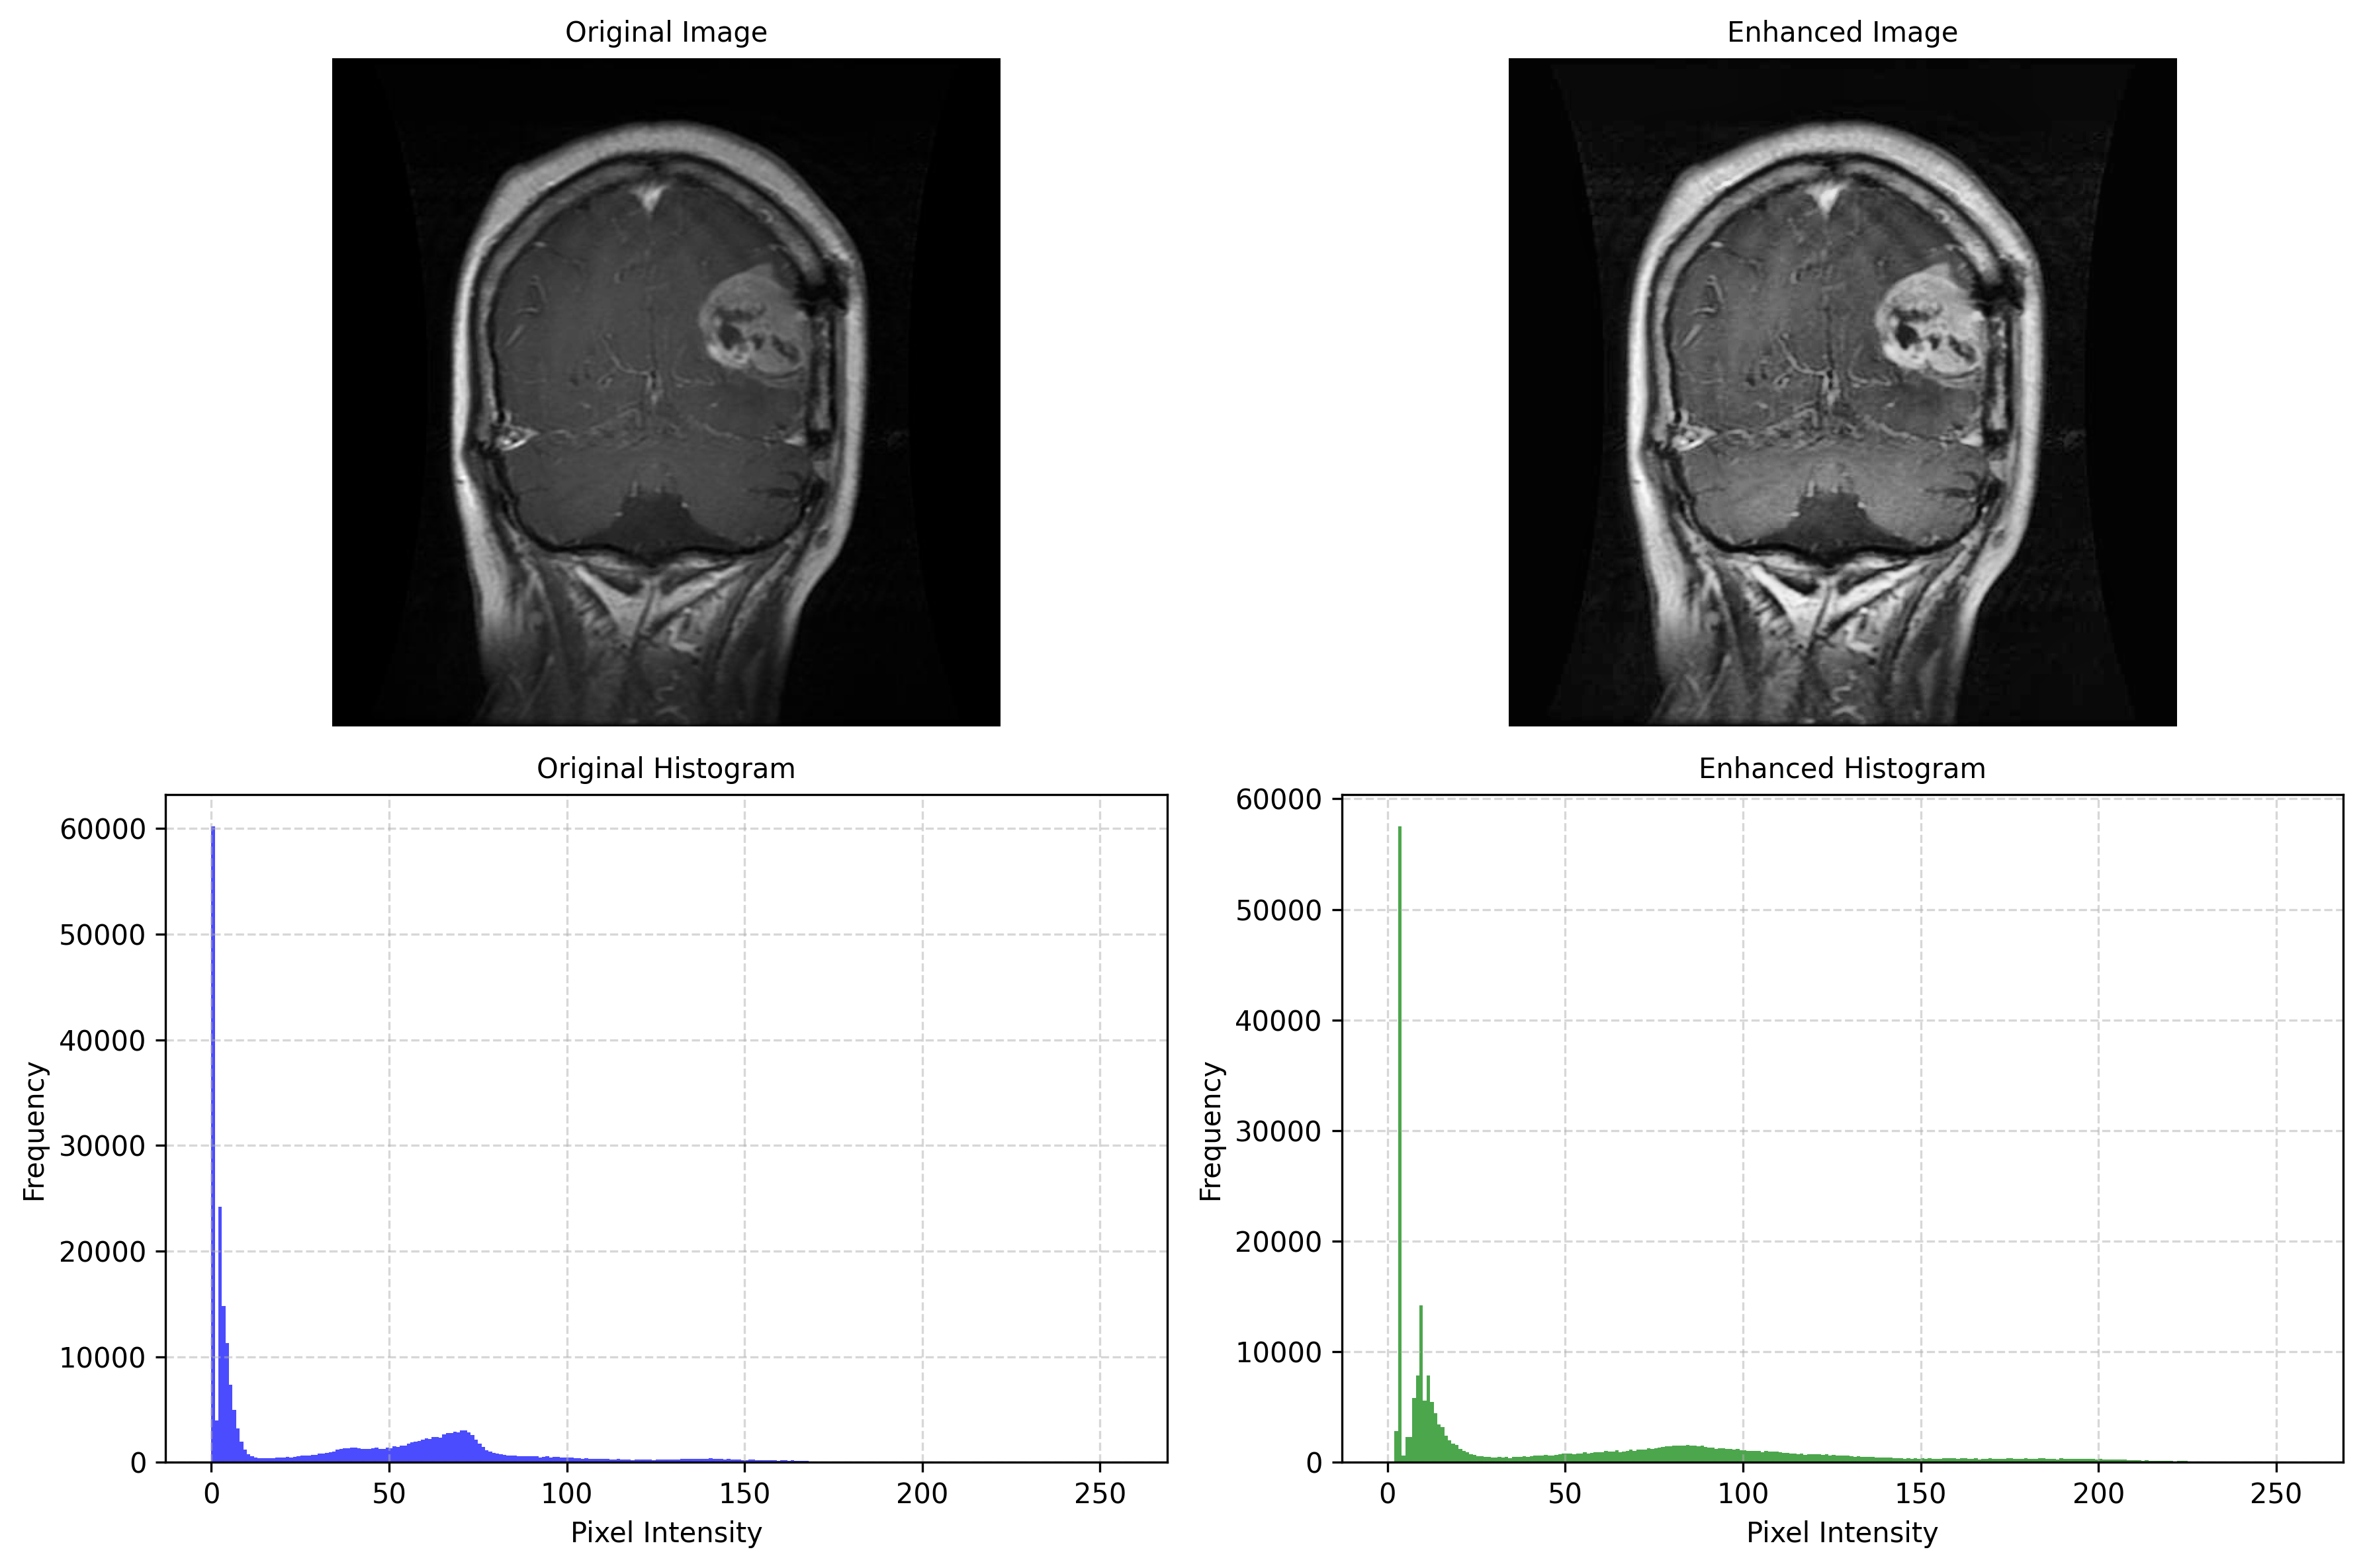 Original Image
Enhanced Image
Original Histogram
60000
50000
40000
30000
20000
10000
0
Frequency
0 50 100 150 200 250
Pixel Intensity
Enhanced Histogram
60000
50000
40000
30000
20000
10000
0
Frequency
0 50 100 150 200 250
Pixel Intensity